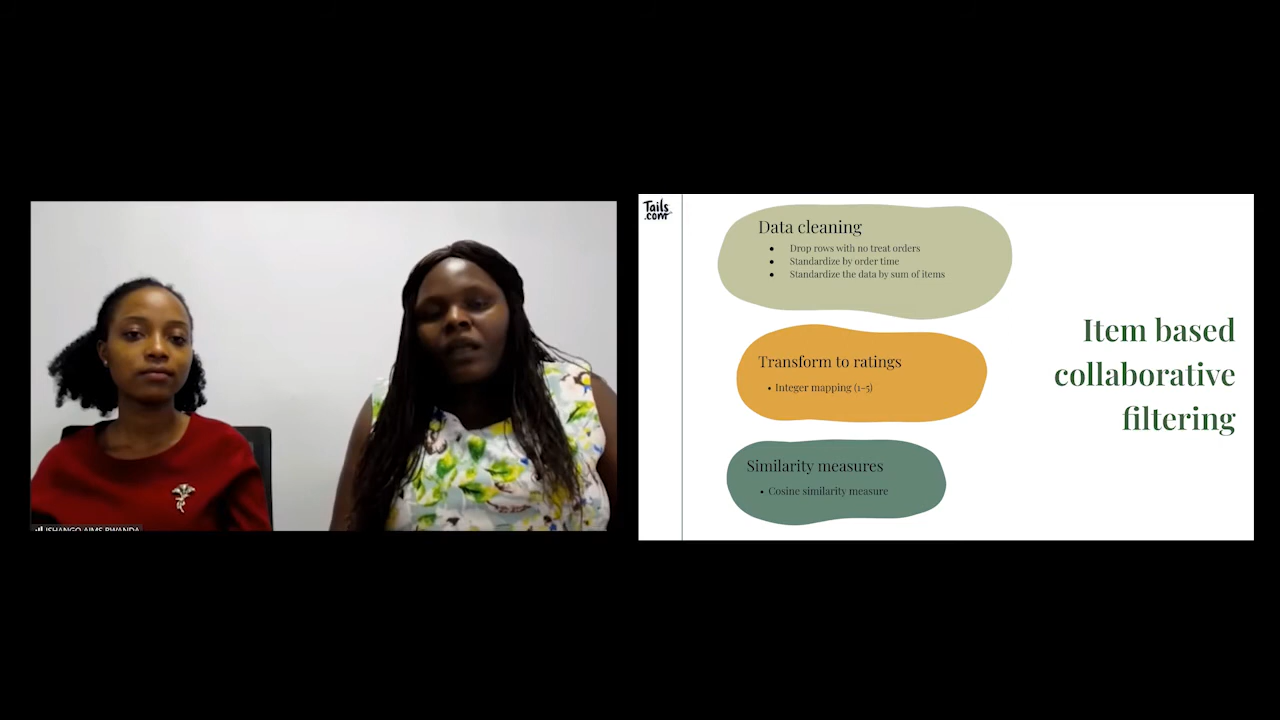 ISHANGO AIMS RWANDA
Tails
.com
Data cleaning
● Drop rows with no treat orders
● Standardize by order time
● Standardize the data by sum of items
Transform to ratings
• Integer mapping (1-5)
Similarity measures
• Cosine similarity measure
Item based
collaborative
filtering